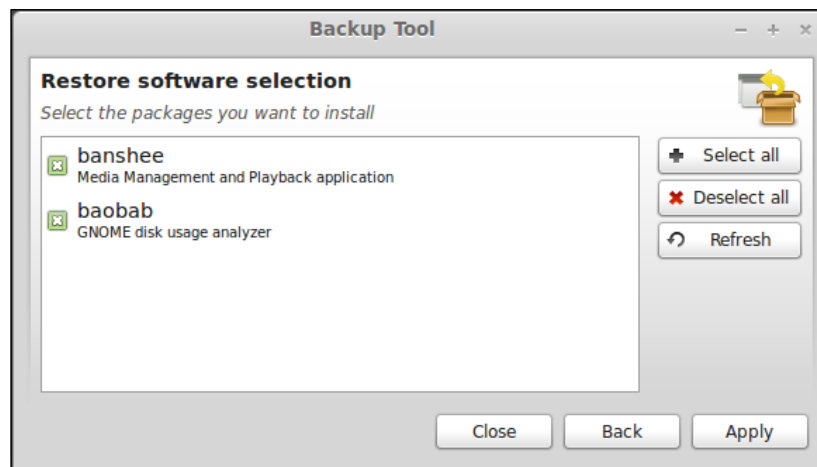 Backup Tool
Restore software selection
Select the packages you want to install
banshee
Media Management and Playback application
baobab
GNOME disk usage analyzer
Select all
Deselect all
Refresh
Close
Back
Apply